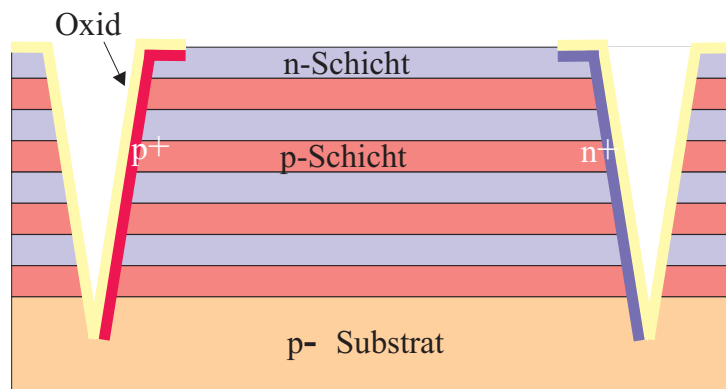 Oxid
n-Schicht
p+
p-Schicht
n+
p- Substrat